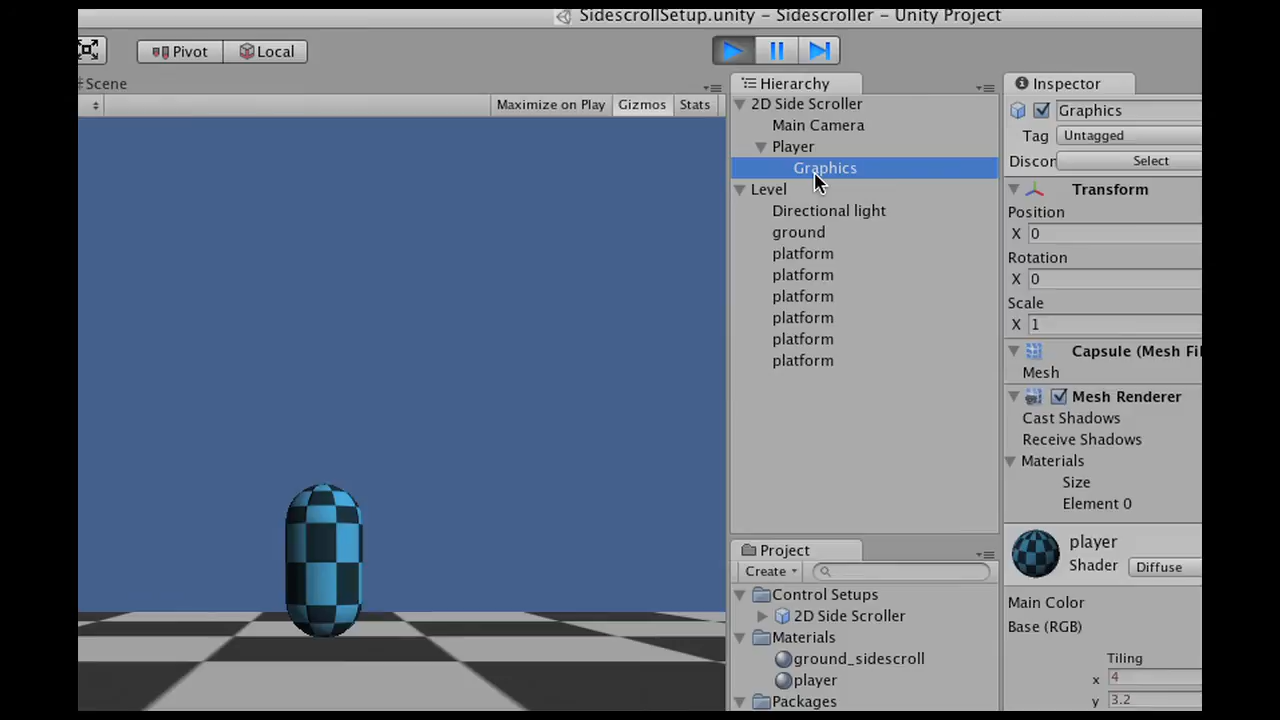 SidescrollSetup.unity – Sidescroller – Unity Project
Pivot
Local
Scene
Maximize on Play
Gizmos
Stats
Hierarchy
2D Side Scroller
Main Camera
Player
Graphics
Level
Directional light
ground
platform
platform
platform
platform
platform
platform
Project
Create
Control Setups
2D Side Scroller
Materials
ground_sidescroll
player
Packages
Inspector
Graphics
Tag Untagged
Discon Select
Transform
Position
X 0
Rotation
X 0
Scale
X 1
Capsule (Mesh Fil
Mesh
Mesh Renderer
Cast Shadows
Receive Shadows
Materials
Size
Element 0
player
Shader Diffuse
Main Color
Base (RGB)
Tiling
x 4
y 3.2